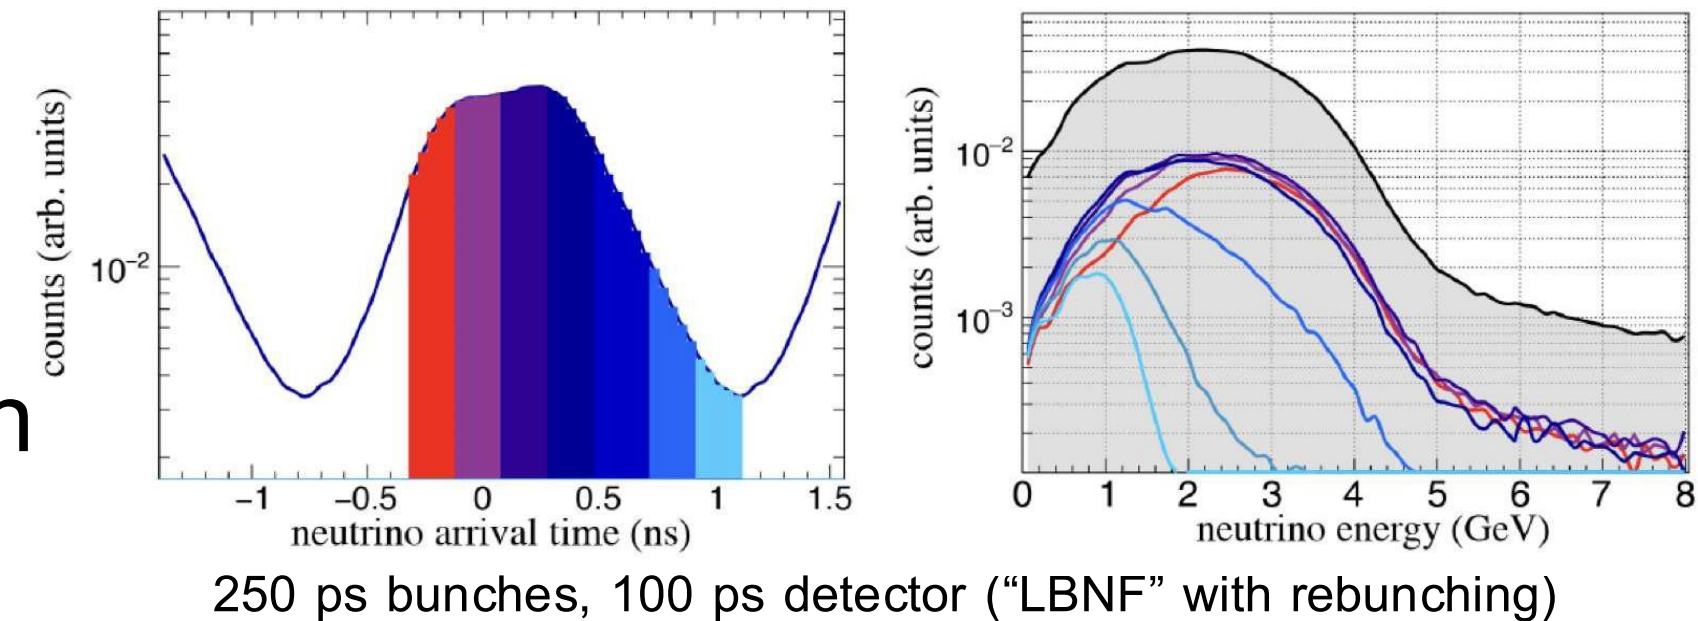 counts (arb. units)
10⁻²
−1 −0.5 0 0.5 1 1.5
neutrino arrival time (ns)
counts (arb. units)
10⁻²
10⁻³
0 1 2 3 4 5 6 7 8
neutrino energy (GeV)
n
250 ps bunches, 100 ps detector (“LBNF” with rebunching)